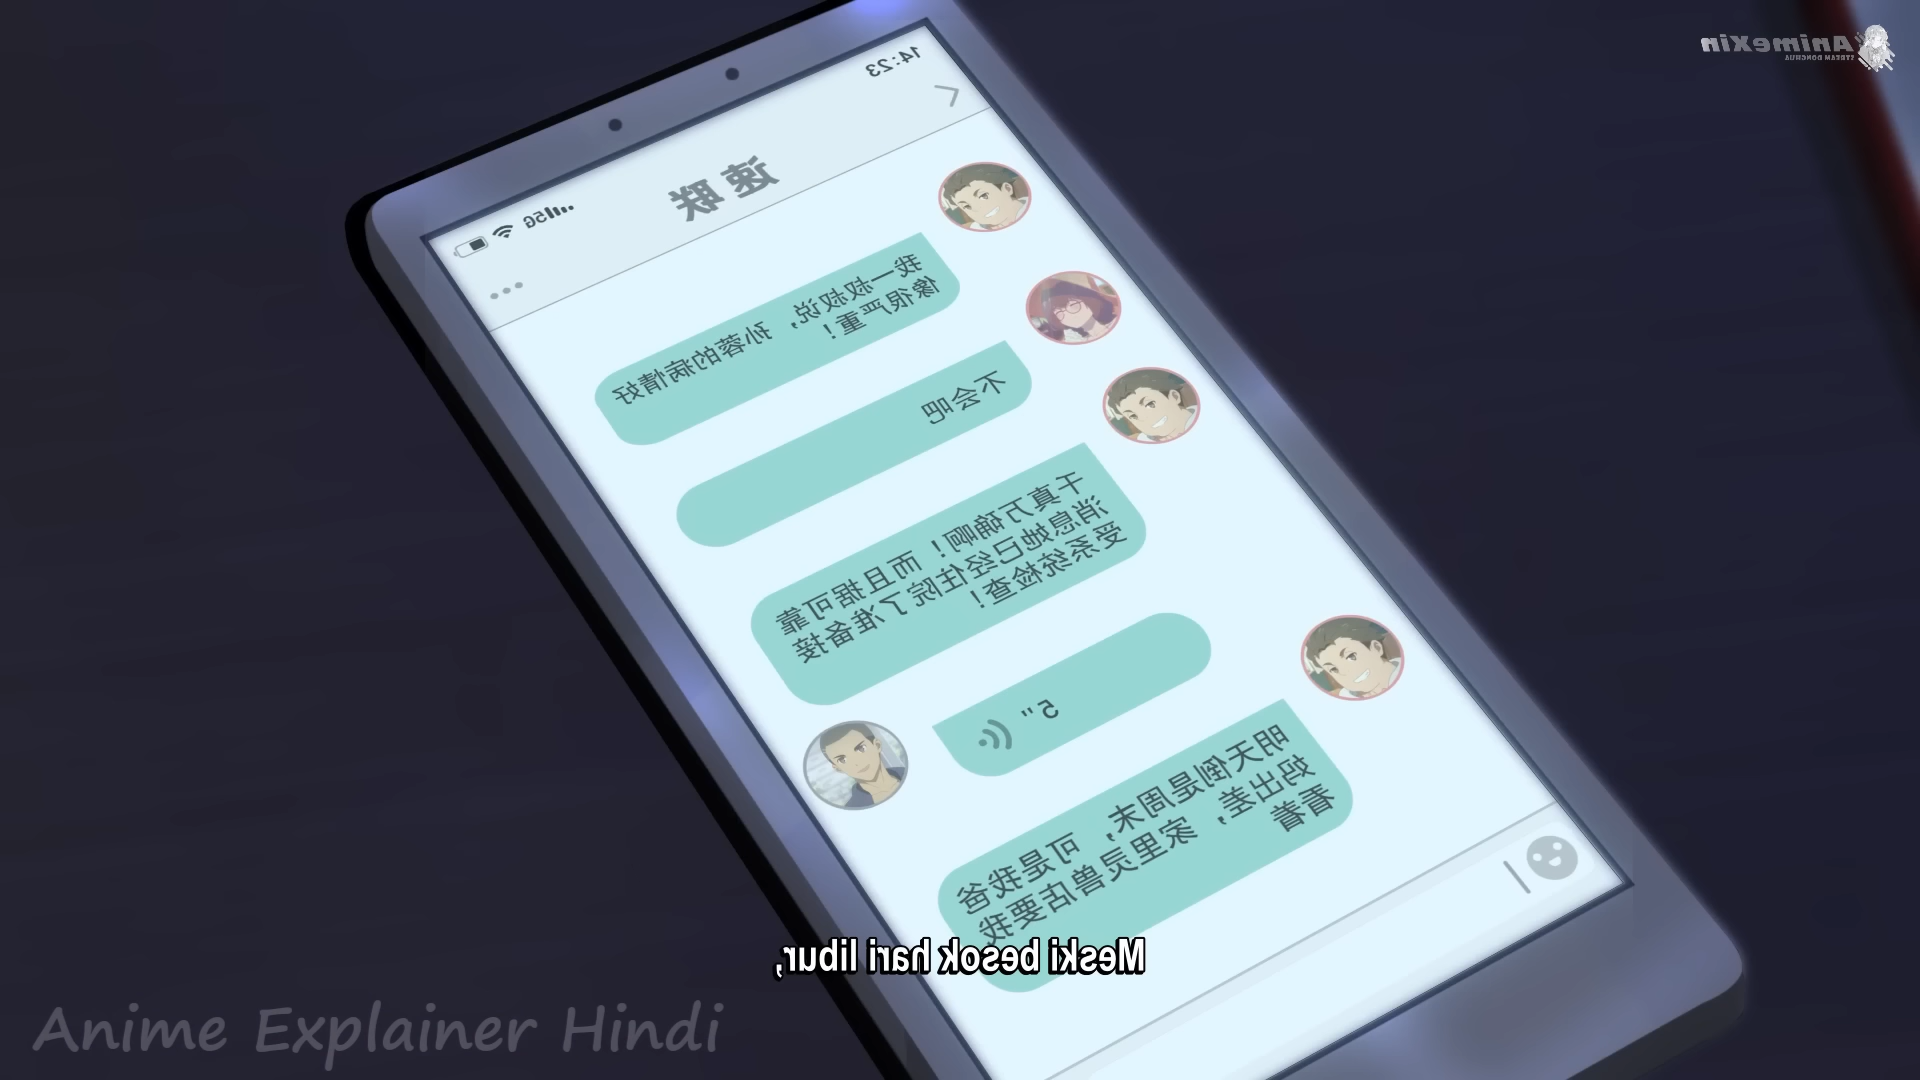 14:23
5G
速联
AnimeXin
STREAM DONGHUA
我一叔叔说，孙蓉的病情好
像很严重！
不会吧
千真万确啊！而且据可靠
消息她已经住院了准备接
受系统检查！
5"
明天倒是周末，可是我爸
妈出差，家里灵兽店要我
看着
Meski besok hari libur,
Anime Explainer Hindi